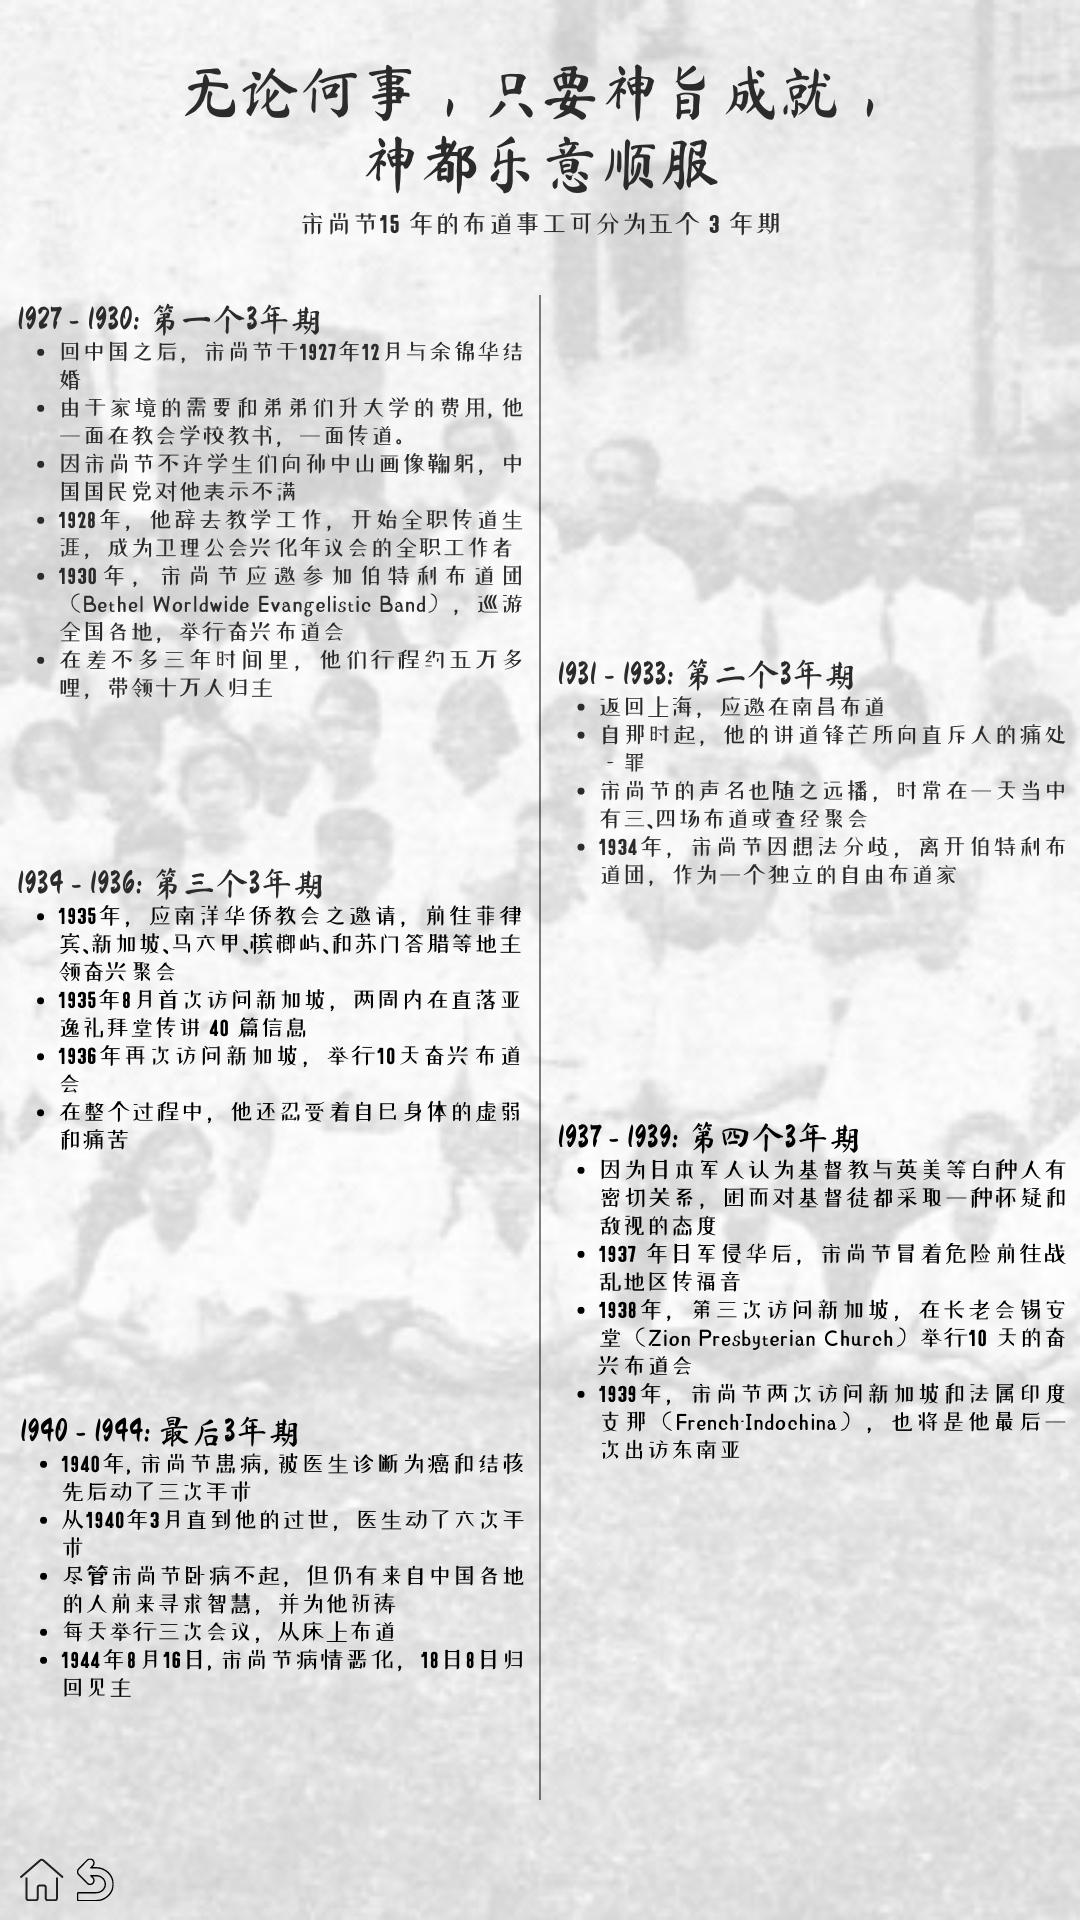 无论何事，只要神旨成就，
神都乐意顺服
宋尚节15 年的布道事工可分为五个 3 年期
1927 - 1930: 第一个3年期
• 回中国之后，宋尚节于1927年12月与余锦华结
婚
• 由于家境的需要和弟弟们升大学的费用, 他
一面在教会学校教书，一面传道。
• 因宋尚节不许学生们向孙中山画像鞠躬，中
国国民党对他表示不满
• 1928年，他辞去教学工作，开始全职传道生
涯，成为卫理公会兴化年议会的全职工作者
• 1930年，宋尚节应邀参加伯特利布道团
（Bethel Worldwide Evangelistic Band），巡游
全国各地，举行奋兴布道会
• 在差不多三年时间里，他们行程约五万多
哩，带领十万人归主
1931 - 1933: 第二个3年期
• 返回上海，应邀在南昌布道
• 自那时起，他的讲道锋芒所向直斥人的痛处
- 罪
• 宋尚节的声名也随之远播，时常在一天当中
有三、四场布道或查经聚会
• 1934年，宋尚节因想法分歧，离开伯特利布
道团，作为一个独立的自由布道家
1934 - 1936: 第三个3年期
• 1935年，应南洋华侨教会之邀请，前往菲律
宾、新加坡、马六甲、槟榔屿、和苏门答腊等地主
领奋兴聚会
• 1935年8月首次访问新加坡，两周内在直落亚
逸礼拜堂传讲 40 篇信息
• 1936年再次访问新加坡，举行10天奋兴布道
会
• 在整个过程中，他还忍受着自己身体的虚弱
和痛苦
1937 - 1939: 第四个3年期
• 因为日本军人认为基督教与英美等白种人有
密切关系，因而对基督徒都采取一种怀疑和
敌视的态度
• 1937 年日军侵华后，宋尚节冒着危险前往战
乱地区传福音
• 1938年，第三次访问新加坡，在长老会锡安
堂（Zion Presbyterian Church）举行10 天的奋
兴布道会
• 1939年，宋尚节两次访问新加坡和法属印度
支那（French-Indochina），也将是他最后一
次出访东南亚
1940 - 1944: 最后3年期
• 1940年, 宋尚节患病, 被医生诊断为癌和结核
先后动了三次手术
• 从1940年3月直到他的过世，医生动了六次手
术
• 尽管宋尚节卧病不起，但仍有来自中国各地
的人前来寻求智慧，并为他祈祷
• 每天举行三次会议，从床上布道
• 1944年8月16日, 宋尚节病情恶化，18日8日归
回见主